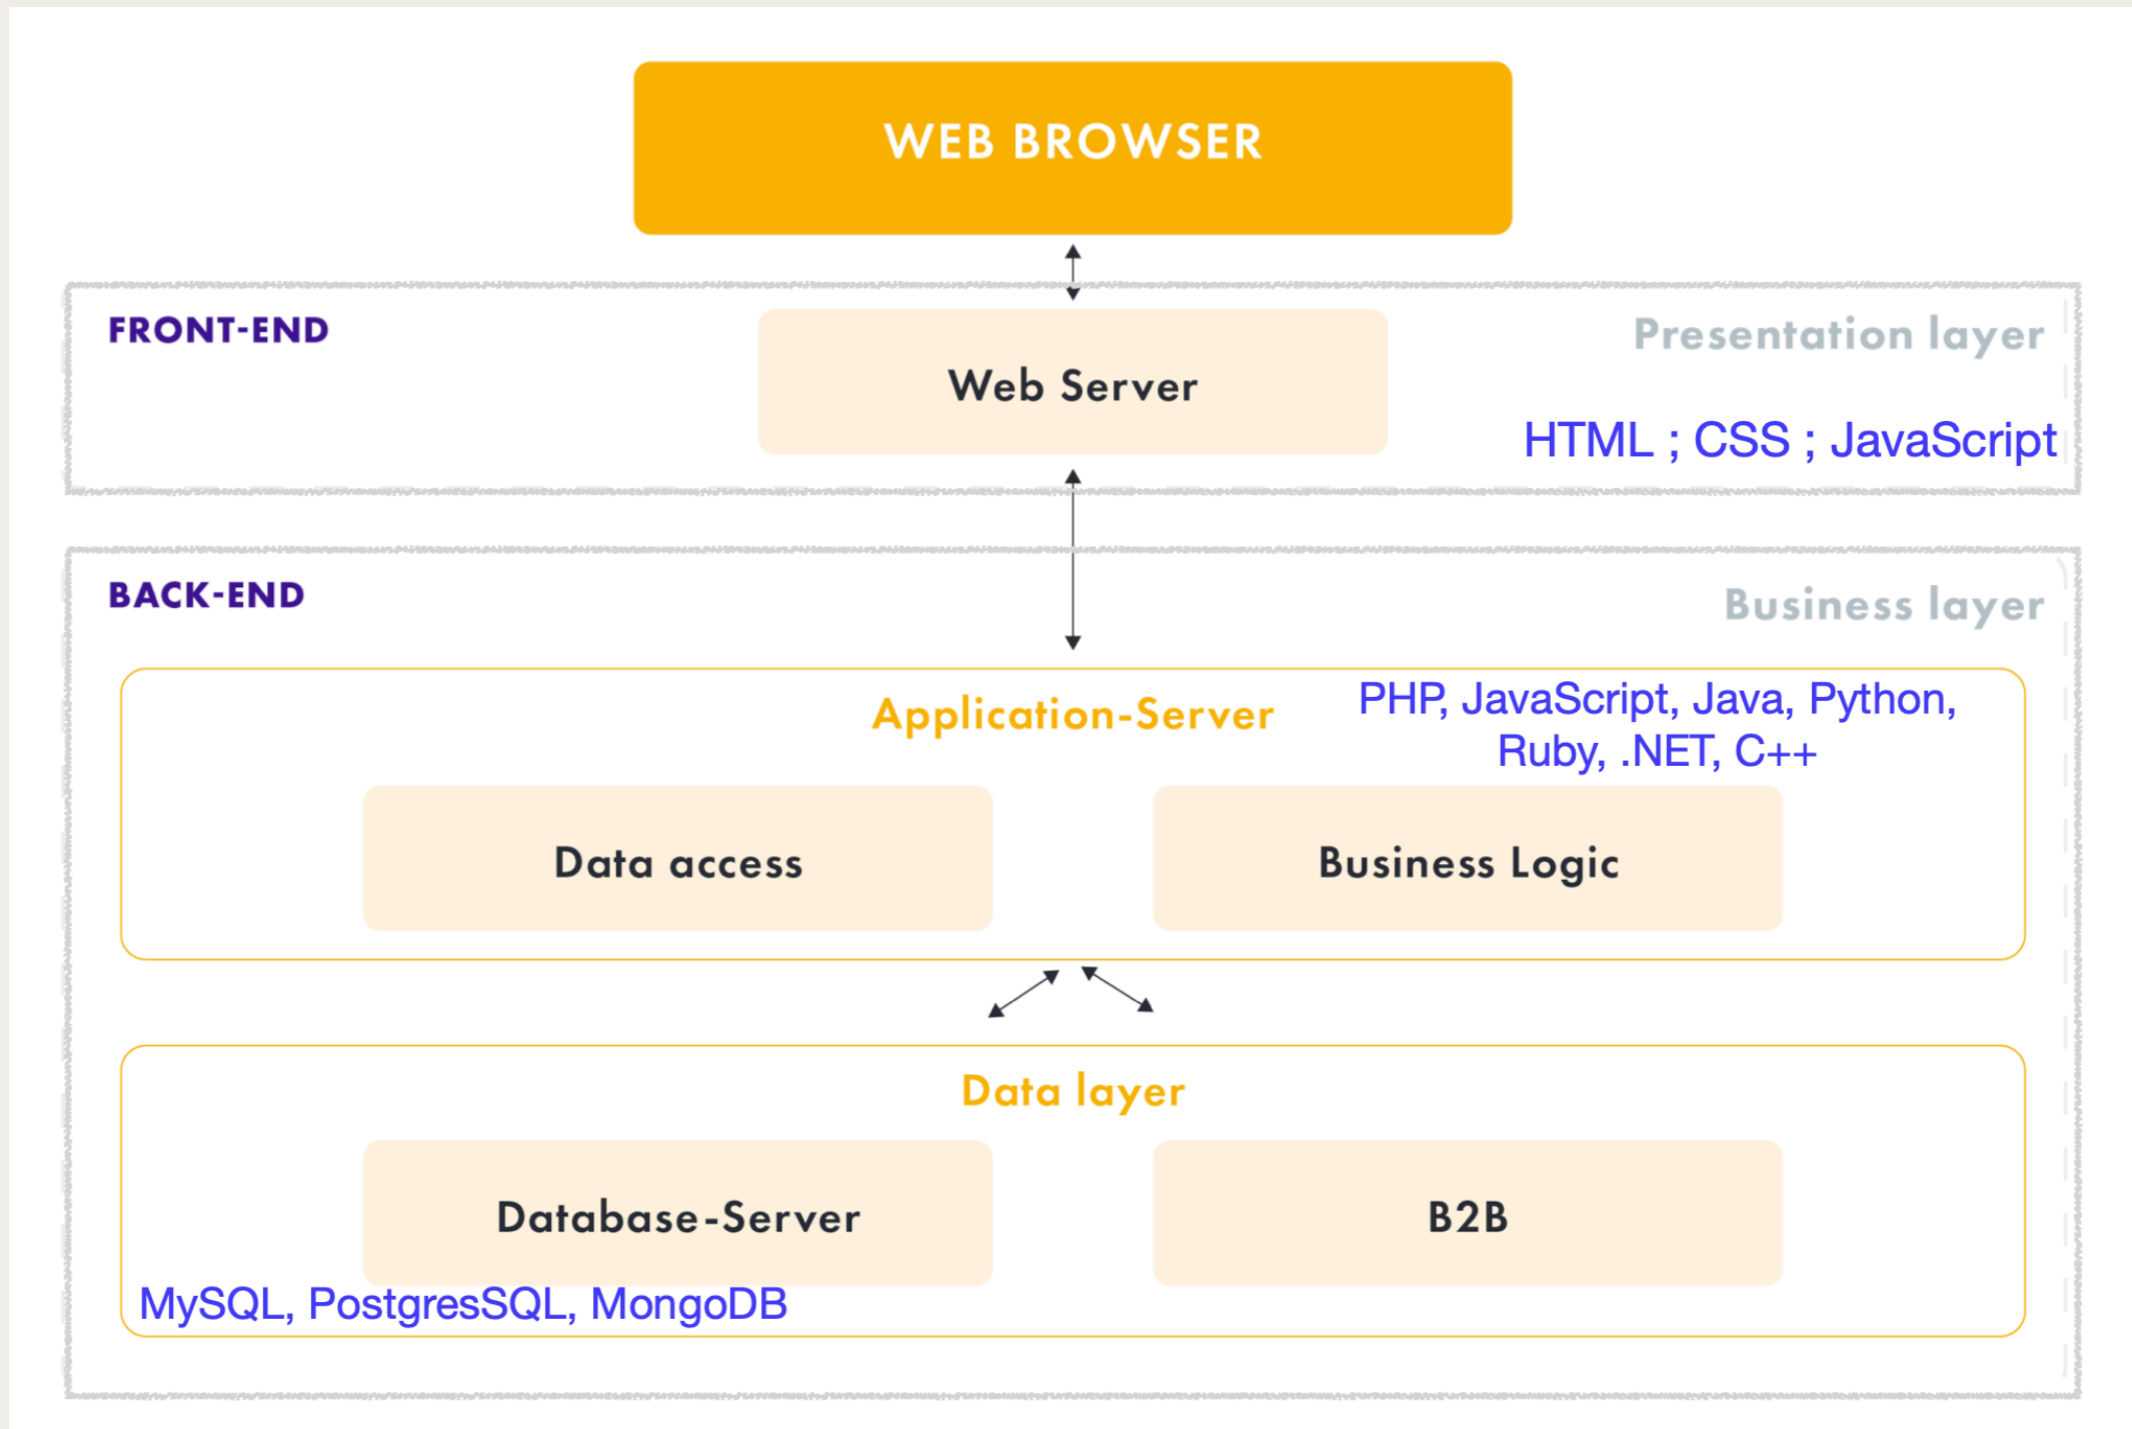 WEB BROWSER
FRONT-END
Presentation layer
Web Server
HTML ; CSS ; JavaScript
BACK-END
Business layer
Application-Server
PHP, JavaScript, Java, Python,
Ruby, .NET, C++
Data access
Business Logic
Data layer
Database-Server
B2B
MySQL, PostgresSQL, MongoDB